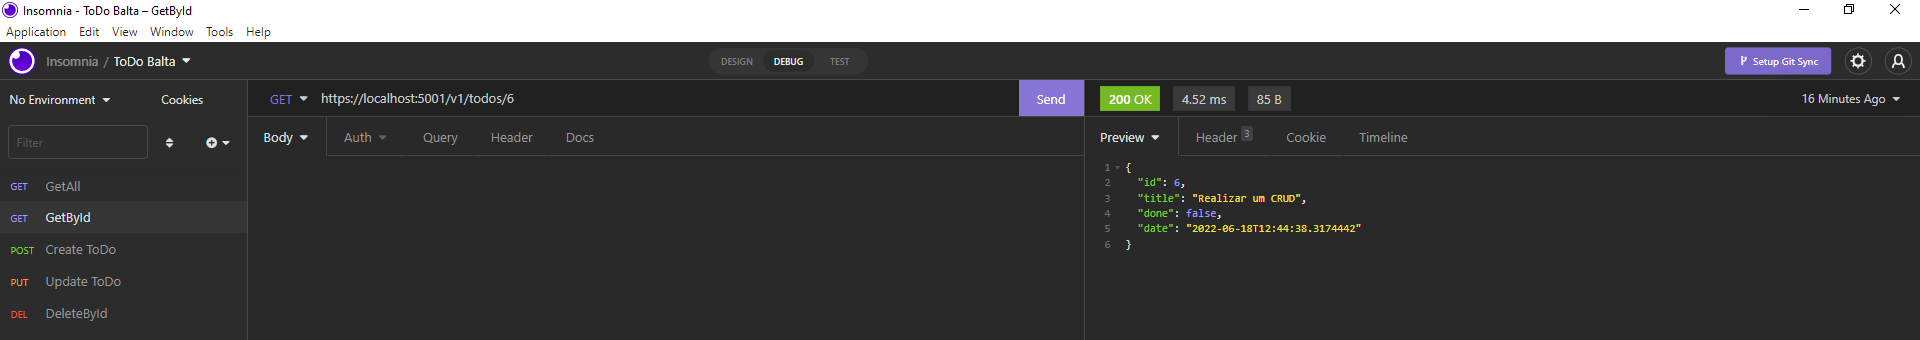 Insomnia - ToDo Balta – GetById
Application Edit View Window Tools Help
Insomnia / ToDo Balta DESIGN DEBUG TEST Setup Git Sync
No Environment Cookies GET https://localhost:5001/v1/todos/6 Send 200 OK 4.52 ms 85 B 16 Minutes Ago
Filter Body Auth Query Header Docs Preview Header 3 Cookie Timeline
GET GetAll
GET GetById
POST Create ToDo
PUT Update ToDo
DEL DeleteById
1 {
2 "id": 6,
3 "title": "Realizar um CRUD",
4 "done": false,
5 "date": "2022-06-18T12:44:38.3174442"
6 }